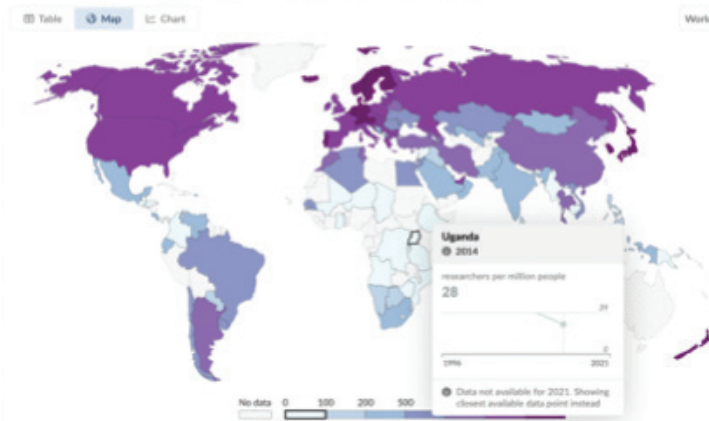 Table Map Chart
World
Uganda
2014
researchers per million people
28
1996 2021
Data not available for 2021. Showing
closest available data point instead
No data 0 100 200 500